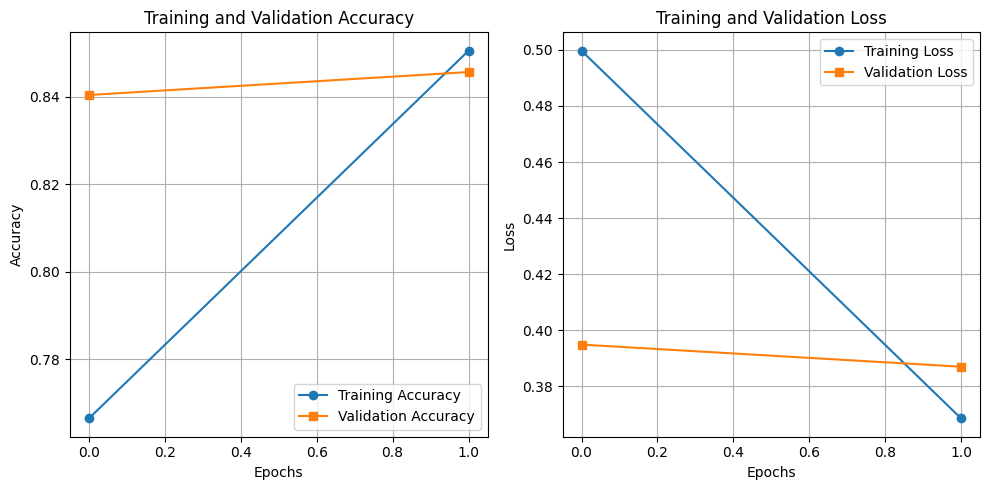 Training and Validation Accuracy
0.84
0.82
0.80
0.78
Accuracy
Training Accuracy
Validation Accuracy
0.0 0.2 0.4 0.6 0.8 1.0
Epochs
Training and Validation Loss
0.50
0.48
0.46
0.44
0.42
0.40
0.38
Loss
Training Loss
Validation Loss
0.0 0.2 0.4 0.6 0.8 1.0
Epochs